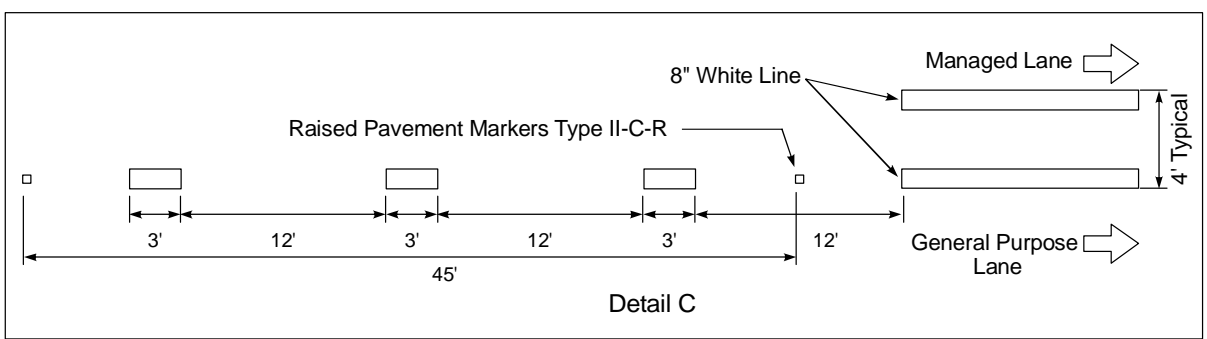 Managed Lane
8" White Line
Raised Pavement Markers Type II-C-R
4' Typical
3' 12' 3' 12' 3' 12'
General Purpose
Lane
45'
Detail C